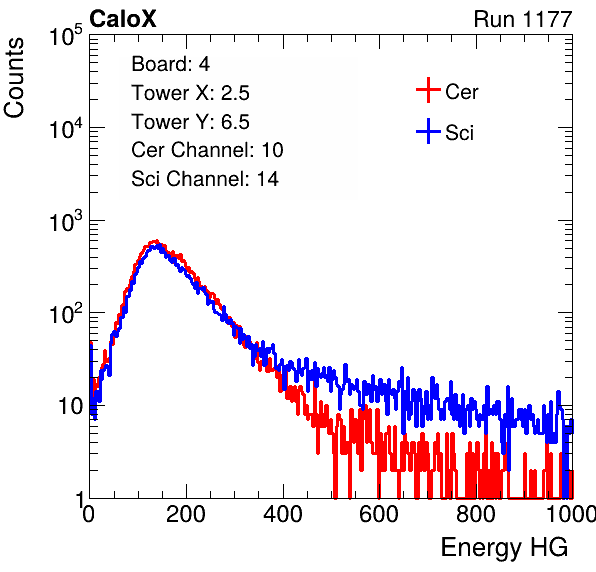 CaloX Run 1177
Counts
10^5
10^4
10^3
10^2
10
1
Board: 4
Tower X: 2.5
Tower Y: 6.5
Cer Channel: 10
Sci Channel: 14
Cer
Sci
0 200 400 600 800 1000
Energy HG